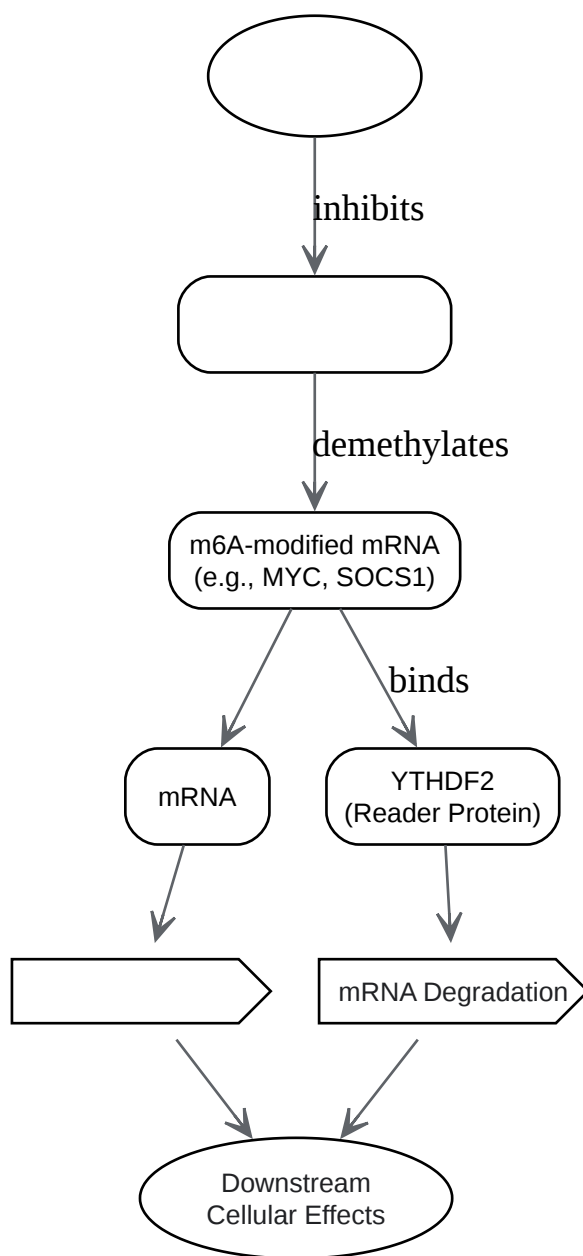 inhibits
demethylates
m6A-modified mRNA
(e.g., MYC, SOCS1)
binds
mRNA
YTHDF2
(Reader Protein)
mRNA Degradation
Downstream
Cellular Effects